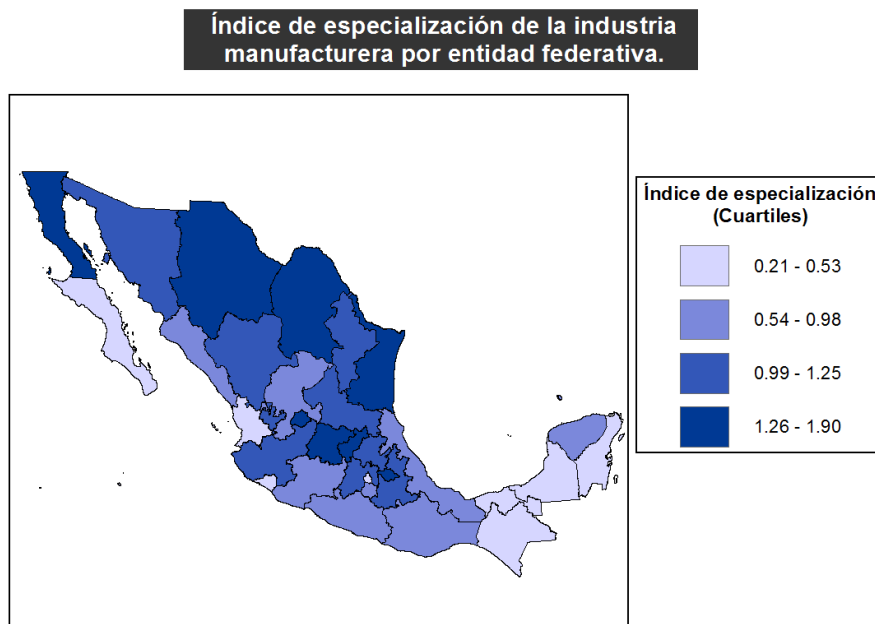 Índice de especialización de la industria
manufacturera por entidad federativa.
Índice de especialización
(Cuartiles)
0.21 - 0.53
0.54 - 0.98
0.99 - 1.25
1.26 - 1.90